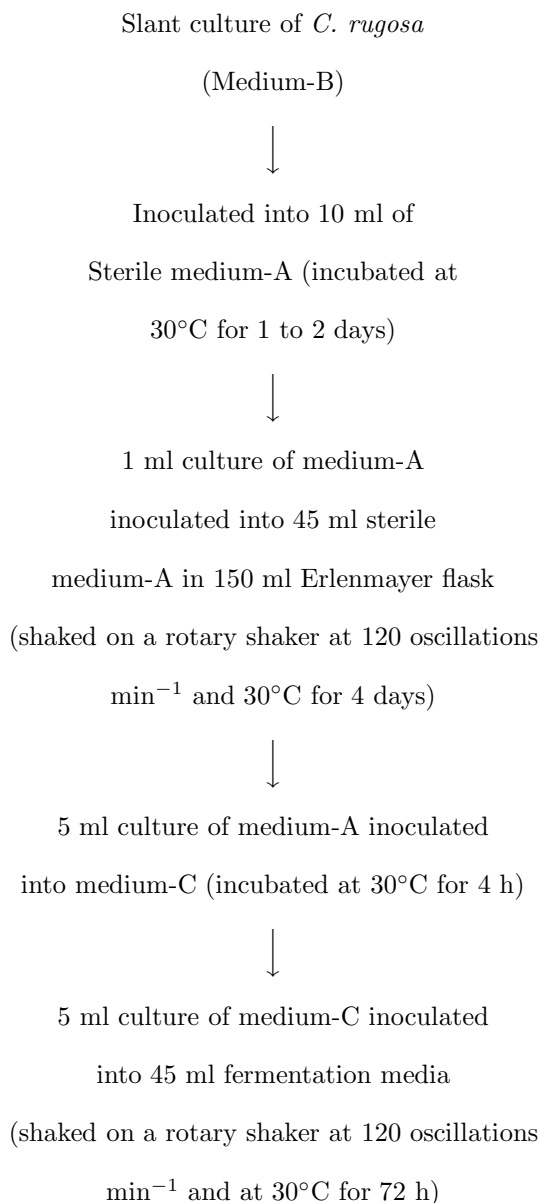 Slant culture of C. rugosa
(Medium-B)
Inoculated into 10 ml of
Sterile medium-A (incubated at
30°C for 1 to 2 days)
1 ml culture of medium-A
inoculated into 45 ml sterile
medium-A in 150 ml Erlenmayer flask
(shaked on a rotary shaker at 120 oscillations
min⁻¹ and 30°C for 4 days)
5 ml culture of medium-A inoculated
into medium-C (incubated at 30°C for 4 h)
5 ml culture of medium-C inoculated
into 45 ml fermentation media
(shaked on a rotary shaker at 120 oscillations
min⁻¹ and at 30°C for 72 h)